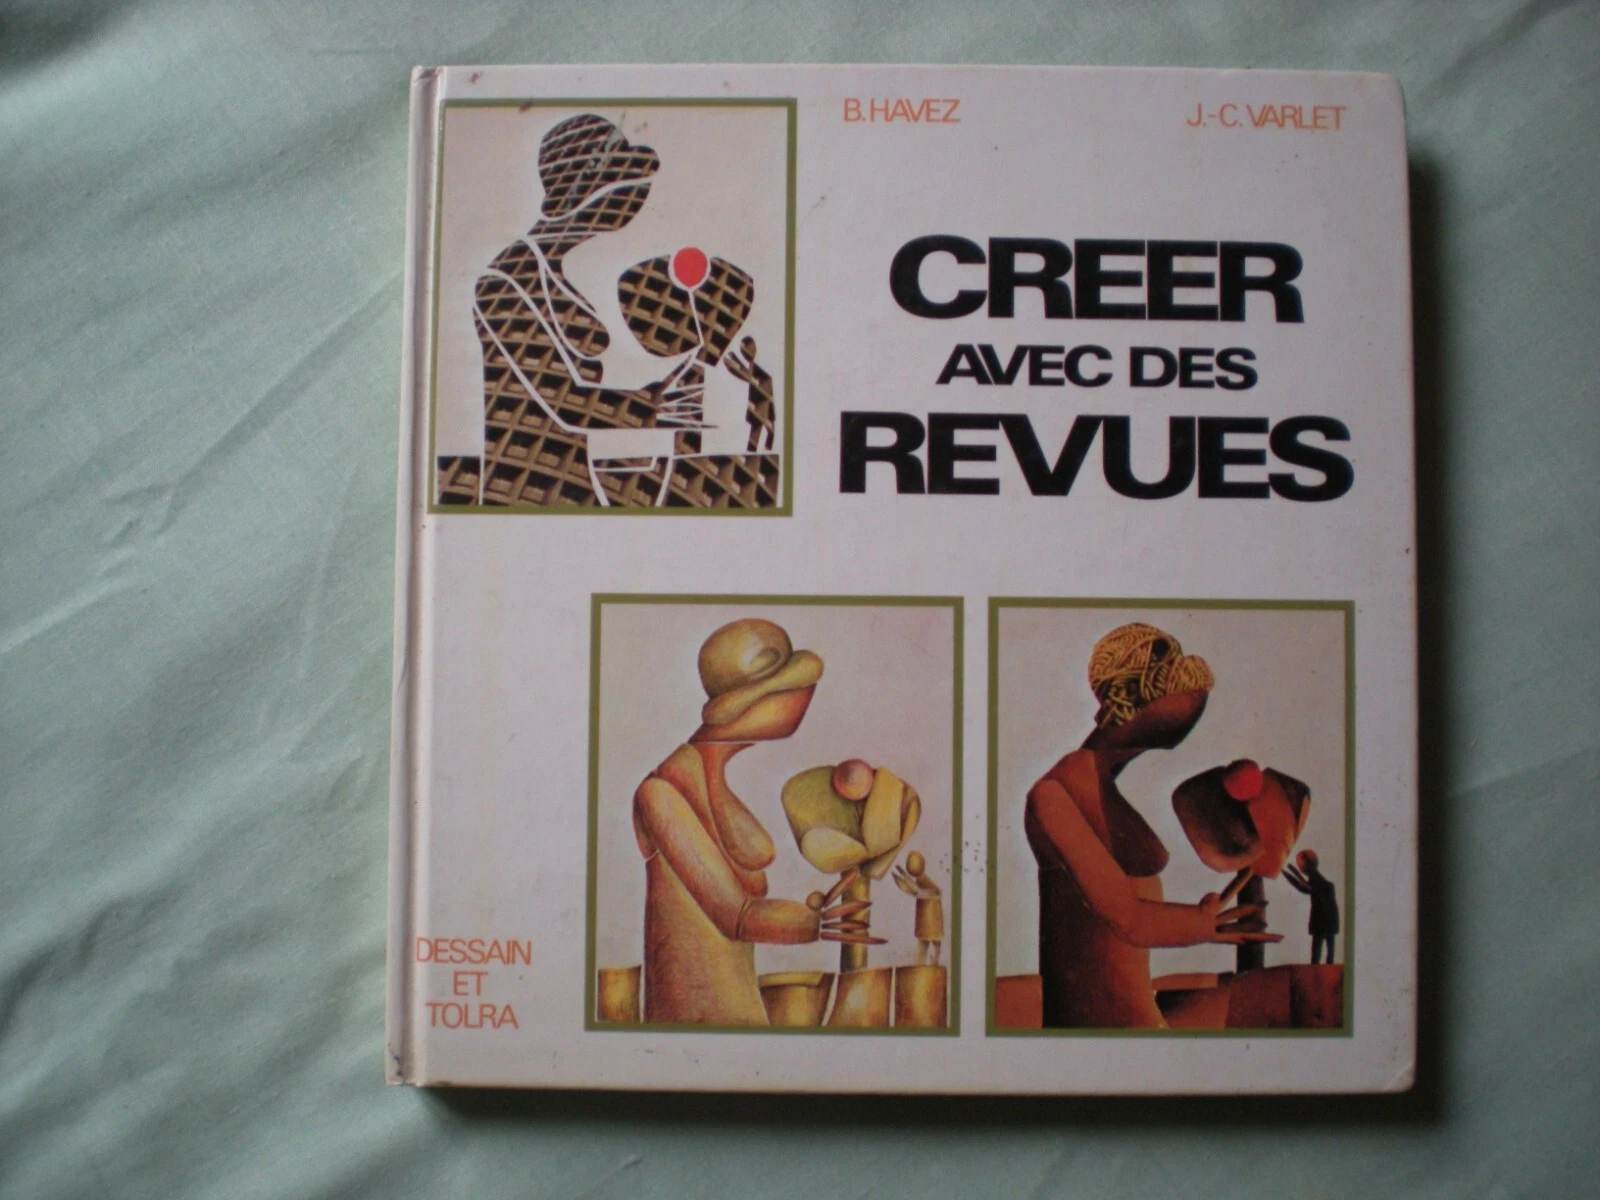 B. HAVEZ
J.-C. VARLET
CREER
AVEC DES
REVUES
DESSAIN
ET
TOLRA